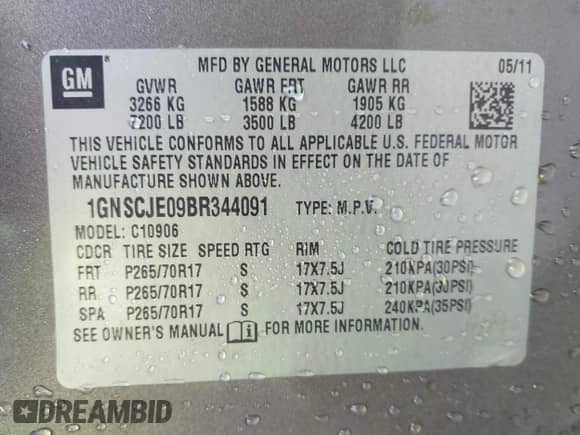 GM ®
MFD BY GENERAL MOTORS LLC 05/11
GVWR GAWR FRT GAWR RR
3266 KG 1588 KG 1905 KG
7200 LB 3500 LB 4200 LB
THIS VEHICLE CONFORMS TO ALL APPLICABLE U.S. FEDERAL MOTOR
VEHICLE SAFETY STANDARDS IN EFFECT ON THE DATE OF
MANUFACTURE SHOWN ABOVE.
1GNSCJE09BR344091 TYPE: M.P.V.
MODEL: C10906
CDCR TIRE SIZE SPEED RTG RIM COLD TIRE PRESSURE
FRT P265/70R17 S 17X7.5J 210KPA(30PSI)
RR P265/70R17 S 17X7.5J 210KPA(30PSI)
SPA P265/70R17 S 17X7.5J 240KPA(35PSI)
SEE OWNER'S MANUAL i FOR MORE INFORMATION.
DREAMBID